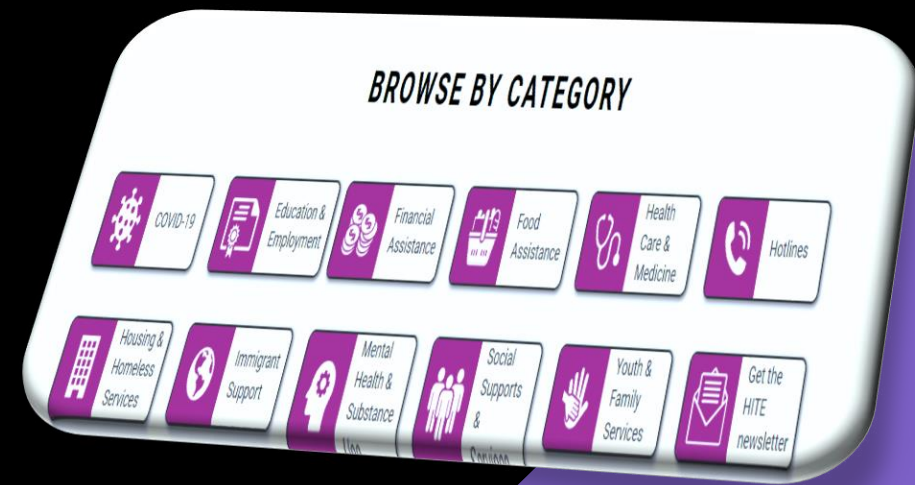 BROWSE BY CATEGORY
COVID-19
Education &
Employment
Financial
Assistance
Food
Assistance
Health
Care &
Medicine
Hotlines
Housing &
Homeless
Services
Immigrant
Support
Mental
Health &
Substance
Social
Supports
&
Youth &
Family
Services
Get the
HITE
newsletter